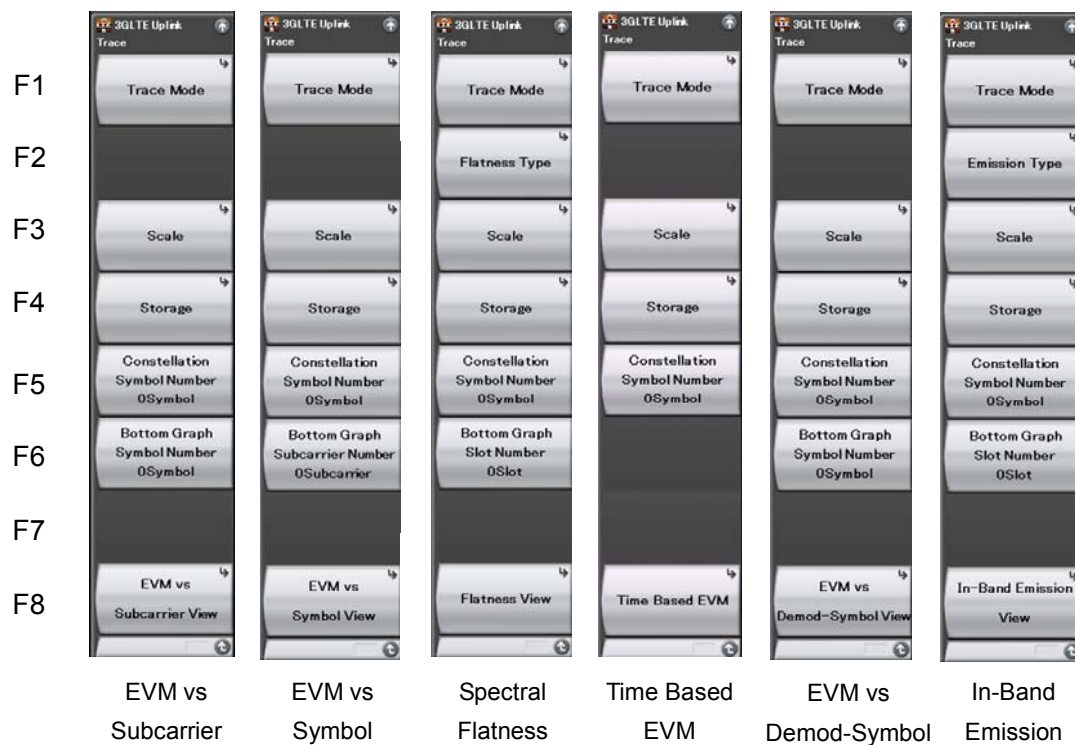 F1
F2
F3
F4
F5
F6
F7
F8
3GLTE Uplink
Trace
Trace Mode
Scale
Storage
Constellation
Symbol Number
0Symbol
Bottom Graph
Symbol Number
0Symbol
EVM vs
Subcarrier View
EVM vs
Subcarrier
3GLTE Uplink
Trace
Trace Mode
Scale
Storage
Constellation
Symbol Number
0Symbol
Bottom Graph
Subcarrier Number
0Subcarrier
EVM vs
Symbol View
EVM vs
Symbol
3GLTE Uplink
Trace
Trace Mode
Flatness Type
Scale
Storage
Constellation
Symbol Number
0Symbol
Bottom Graph
Slot Number
0Slot
Flatness View
Spectral
Flatness
3GLTE Uplink
Trace
Trace Mode
Scale
Storage
Constellation
Symbol Number
0Symbol
Time Based EVM
Time Based
EVM
3GLTE Uplink
Trace
Trace Mode
Scale
Storage
Constellation
Symbol Number
0Symbol
Bottom Graph
Symbol Number
0Symbol
EVM vs
Demod-Symbol View
EVM vs
Demod-Symbol
3GLTE Uplink
Trace
Trace Mode
Emission Type
Scale
Storage
Constellation
Symbol Number
0Symbol
Bottom Graph
Slot Number
0Slot
In-Band Emission
View
In-Band
Emission